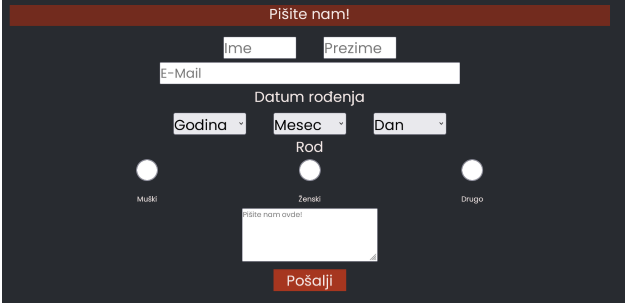 Pišite nam!
Ime Prezime
E-Mail
Datum rođenja
Godina Mesec Dan
Rod
Muški Ženski Drugo
Pišite nam ovde!
Pošalji